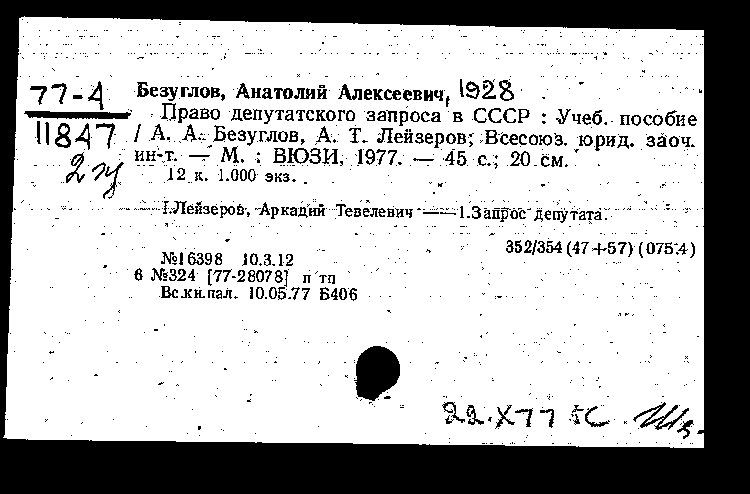 77-А Безуглов, Анатолий Алексеевич, 1928
11847 Право депутатского запроса в СССР : Учеб. пособие
/ А. А. Безуглов, А. Т. Лейзеров; Всесоюз. юрид. заоч.
ин-т. — М. : ВЮЗИ, 1977. — 45 с.; 20 см.
12 к. 1.000 экз.
I.Лейзеров, Аркадий Тевелевич — 1.Запрос депутата.
352/354 (47+57) (075.4)
№16398 10.3.12
6 №324 [77-28078] п тп
Вс.кн.пал. 10.05.77 Б406
22.X77